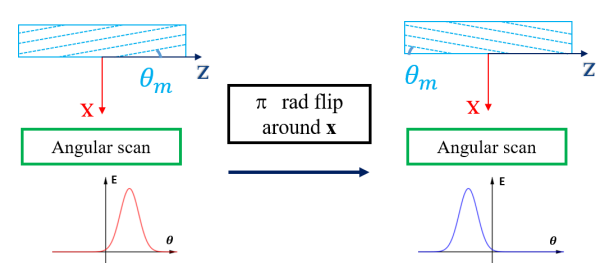 θm
z
x
Angular scan
E
θ
π rad flip
around x
θm
z
x
Angular scan
E
θ